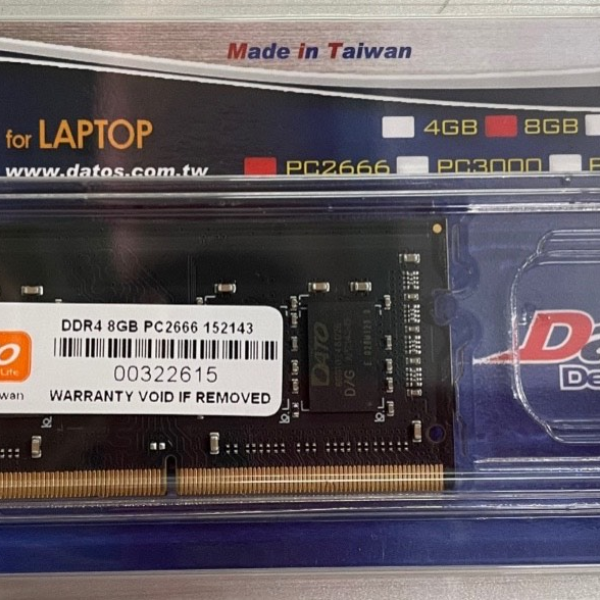 Made in Taiwan
for LAPTOP
4GB 8GB
www.datos.com.tw
PC2666 PC3000
DDR4 8GB PC2666 152143
00322615
WARRANTY VOID IF REMOVED
DATO
D/G